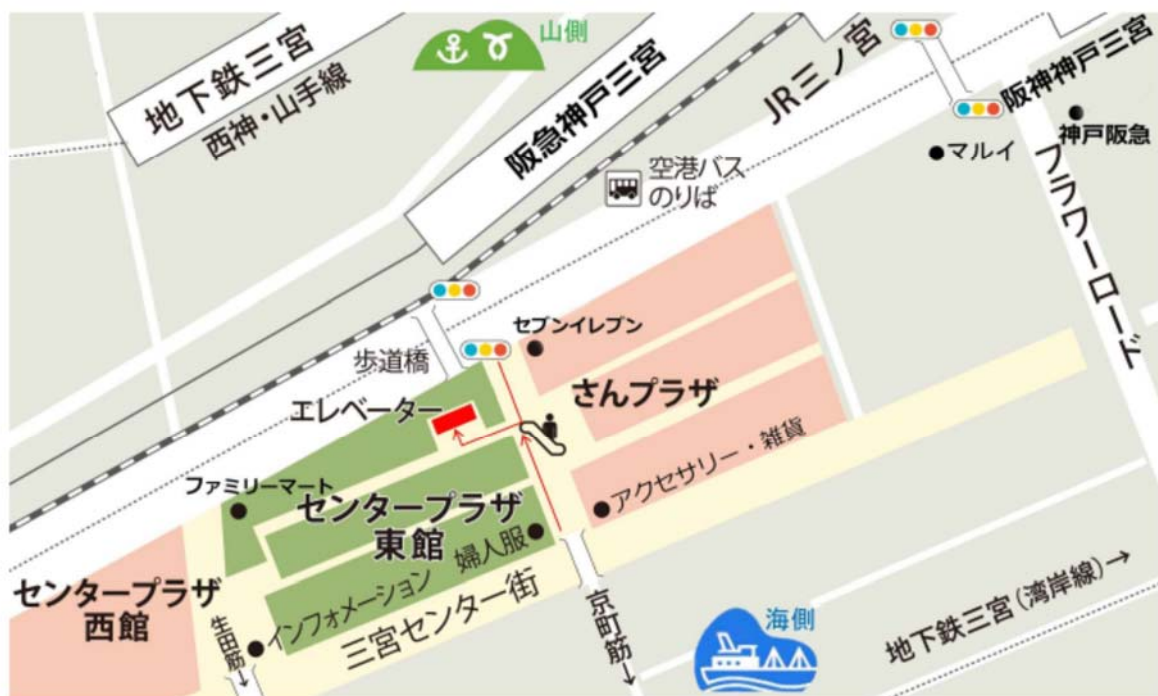 地下鉄三宮
西神・山手線
山側
阪急神戸三宮
JR三ノ宮
阪神神戸三宮
神戸阪急
マルイ
空港バス
のりば
フラワーロード
セブンイレブン
歩道橋
エレベーター
さんプラザ
ファミリーマート
アクセサリー・雑貨
センタープラザ
東館
婦人服
センタープラザ
西館
インフォメーション
三宮センター街
生田筋→
京町筋→
海側
地下鉄三宮(湾岸線)→